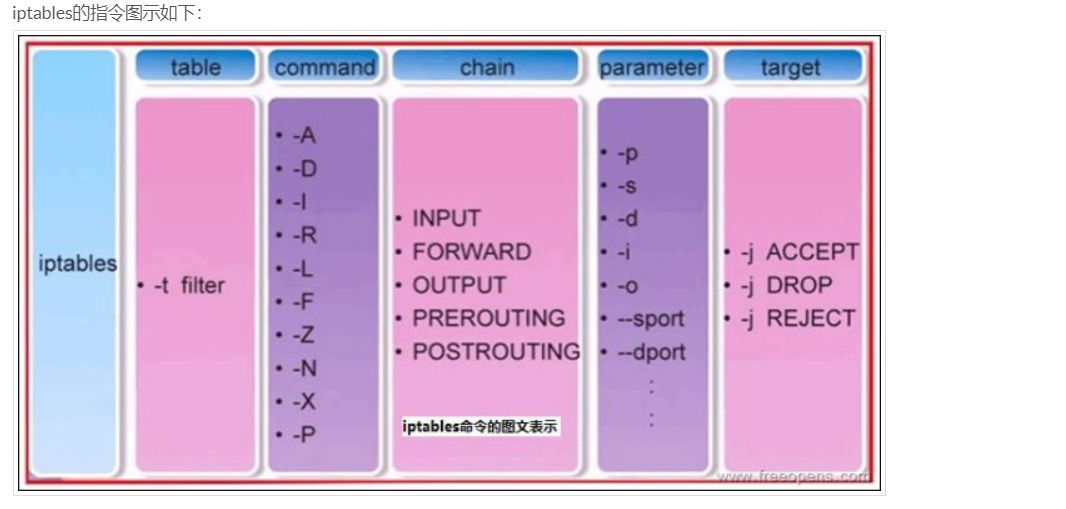 iptables的指令图示如下：
table command chain parameter target
iptables
• -t filter
• -A
• -D
• -I
• -R
• -L
• -F
• -Z
• -N
• -X
• -P
• INPUT
• FORWARD
• OUTPUT
• PREROUTING
• POSTROUTING
iptables命令的图文表示
• -p
• -s
• -d
• -i
• -o
• --sport
• --dport
:
:
• -j ACCEPT
• -j DROP
• -j REJECT
www.freeopens.com